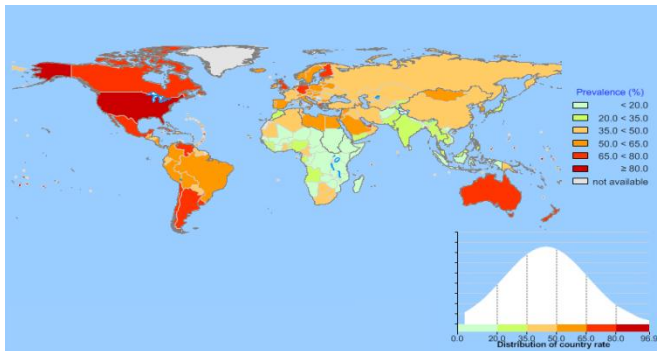 Prevalence (%)
< 20.0
20.0 < 35.0
35.0 < 50.0
50.0 < 65.0
65.0 < 80.0
≥ 80.0
not available
0.0 20.0 35.0 50.0 65.0 80.0 96.9
Distribution of country rate